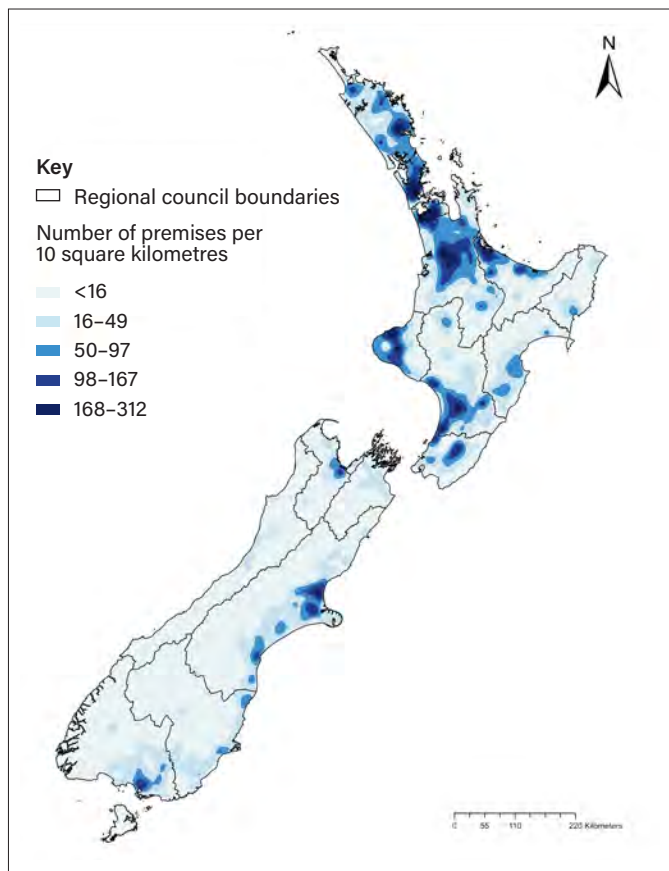 N
Key
Regional council boundaries
Number of premises per
10 square kilometres
<16
16–49
50–97
98–167
168–312
0 55 110 220 Kilometers